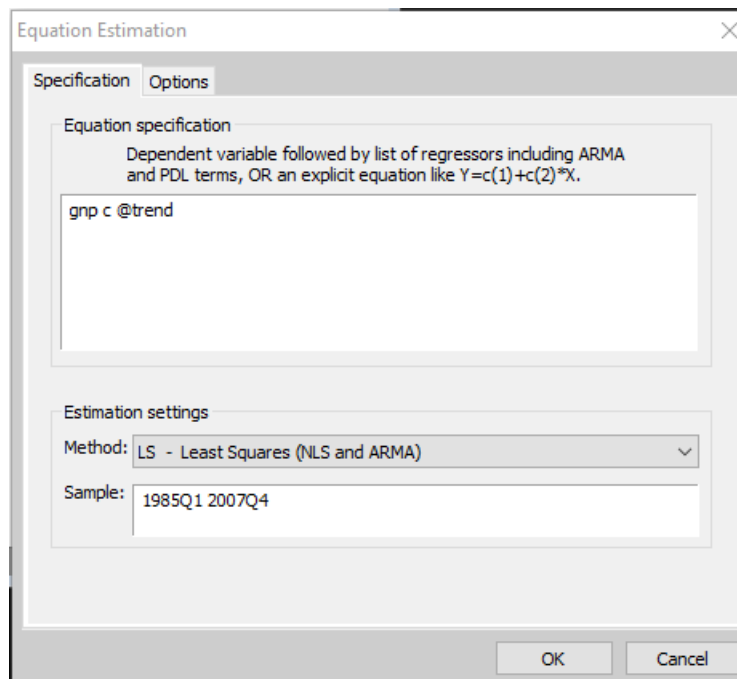 Equation Estimation
Specification
Options
Equation specification
Dependent variable followed by list of regressors including ARMA
and PDL terms, OR an explicit equation like Y=c(1)+c(2)*X.
gnp c @trend
Estimation settings
Method: LS - Least Squares (NLS and ARMA)
Sample: 1985Q1 2007Q4
OK
Cancel